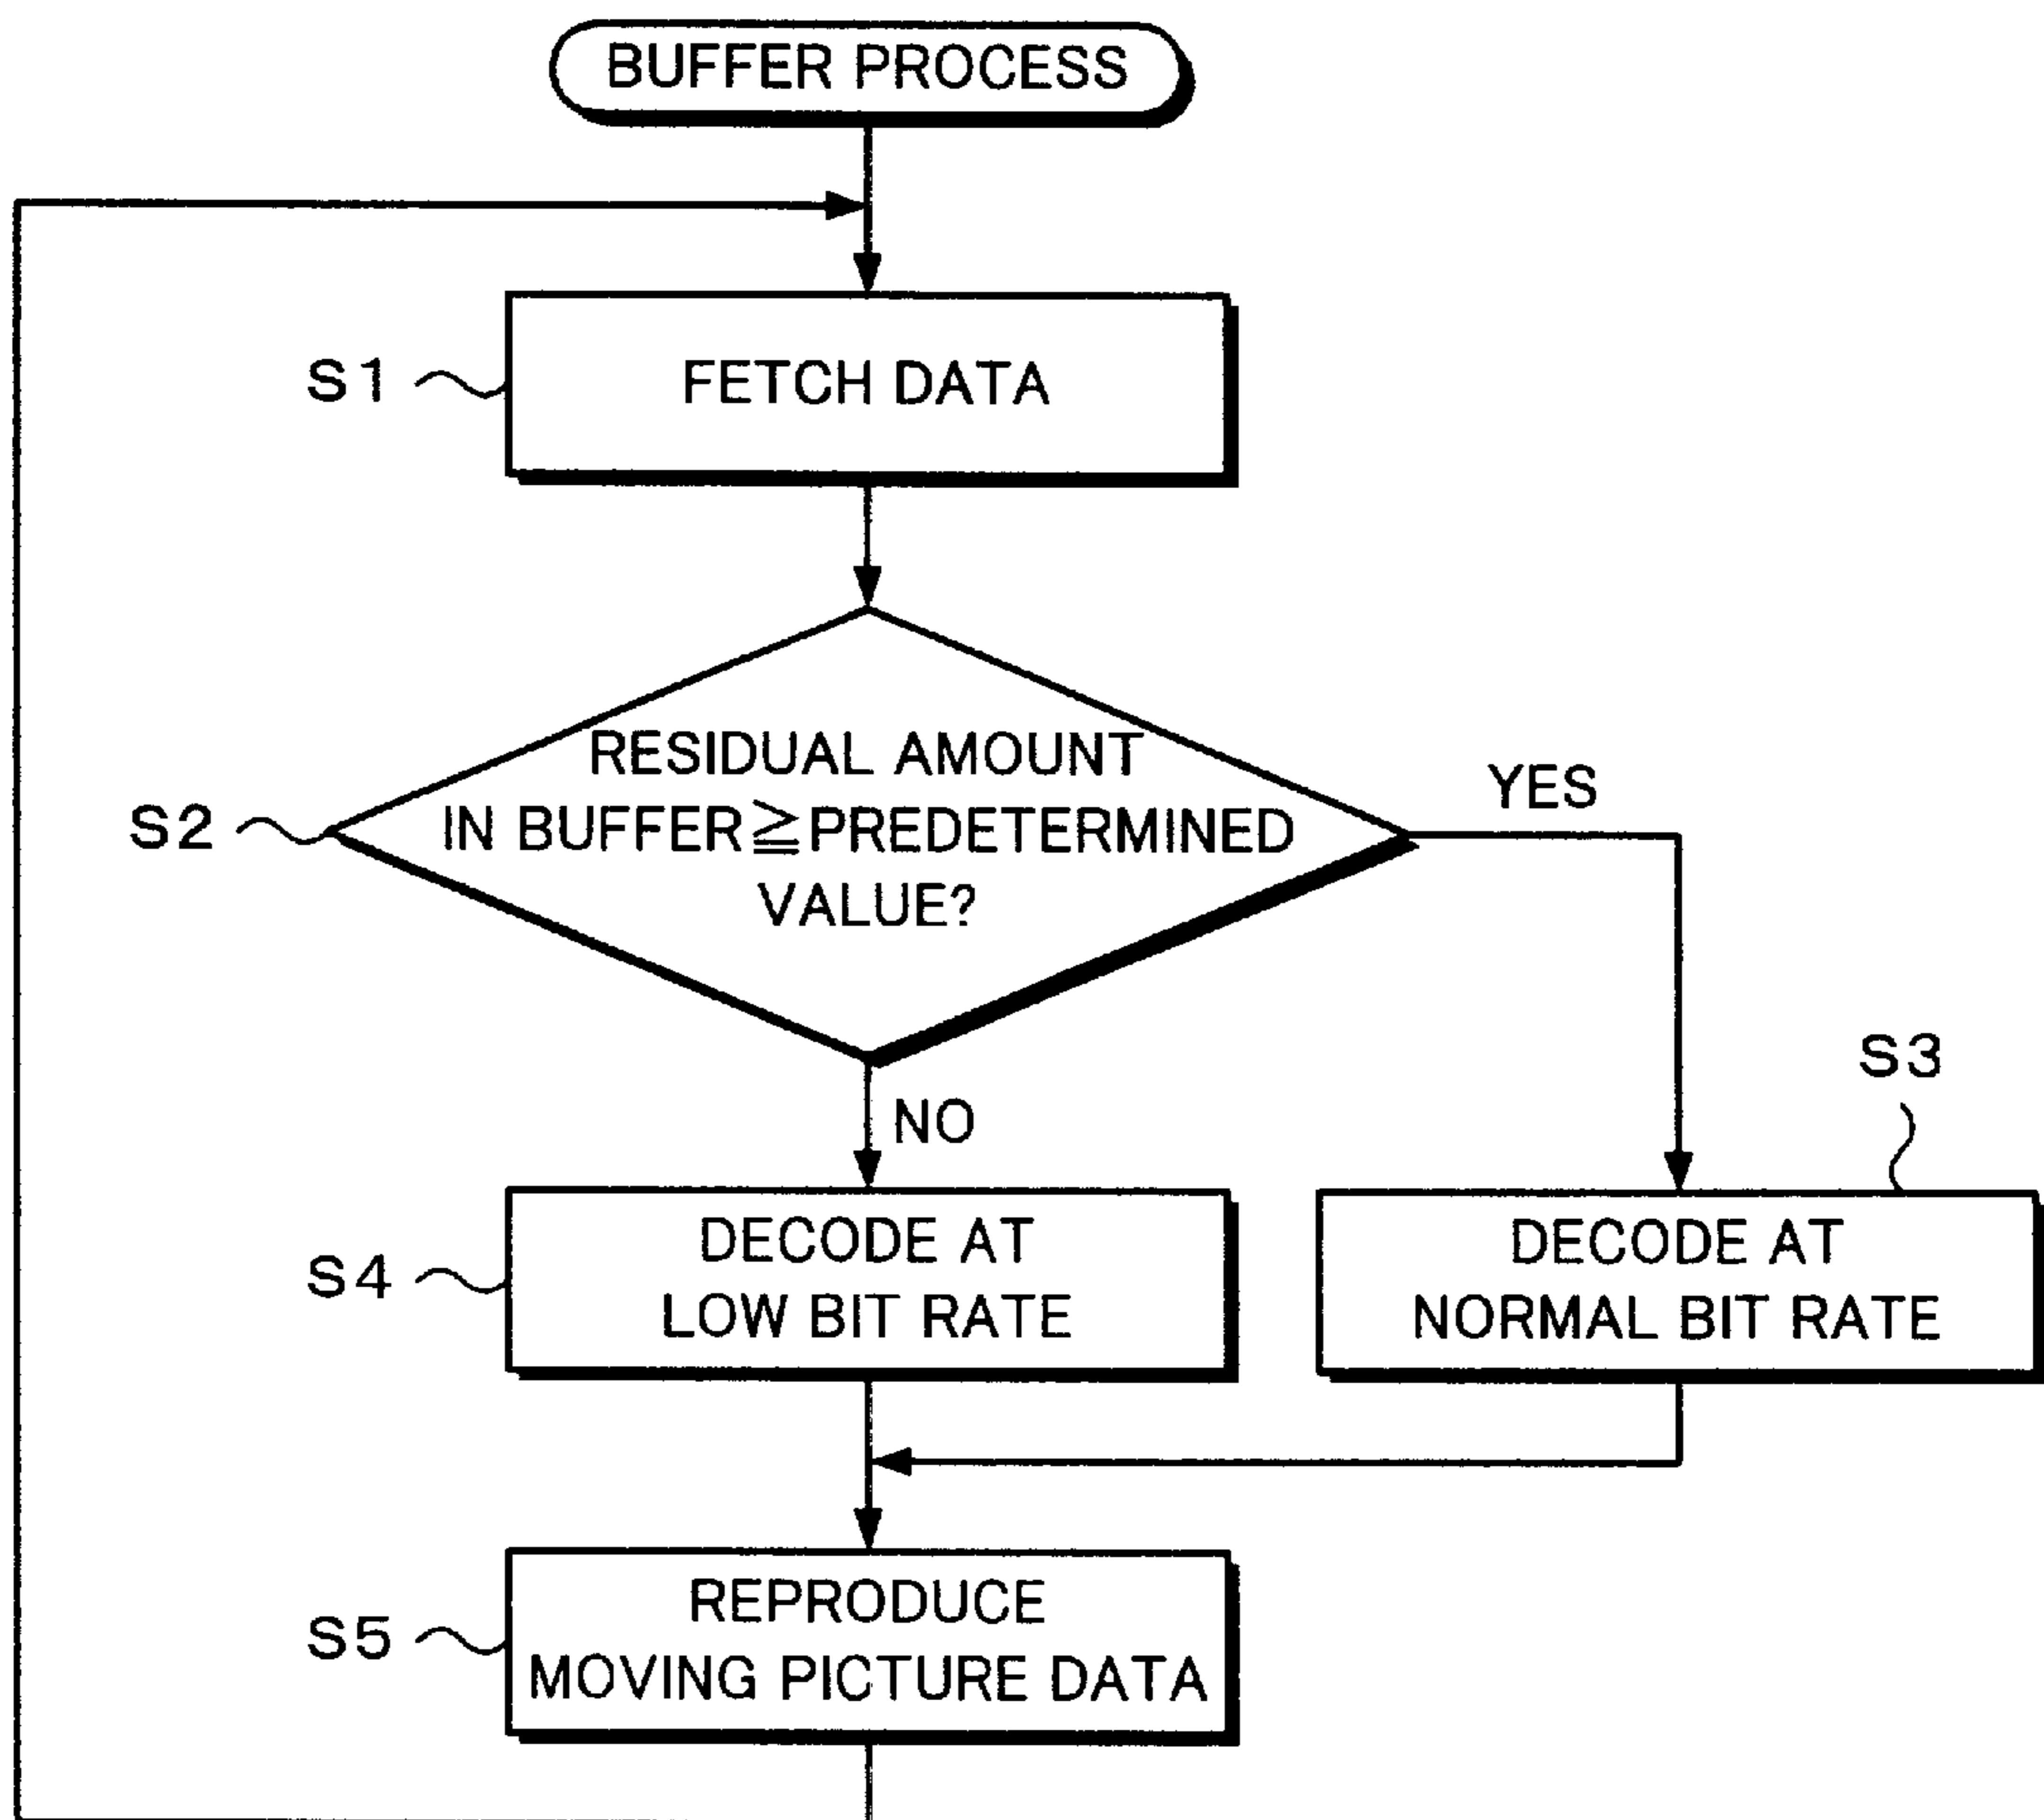 BUFFER PROCESS
S1
FETCH DATA
S2
RESIDUAL AMOUNT
IN BUFFER≧PREDETERMINED
VALUE?
YES
NO
S3
S4
DECODE AT
LOW BIT RATE
DECODE AT
NORMAL BIT RATE
S5
REPRODUCE
MOVING PICTURE DATA